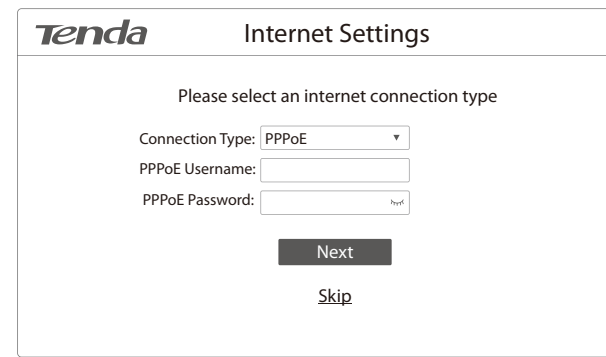 Tenda Internet Settings
Please select an internet connection type
Connection Type: PPPoE
PPPoE Username:
PPPoE Password:
Next
Skip